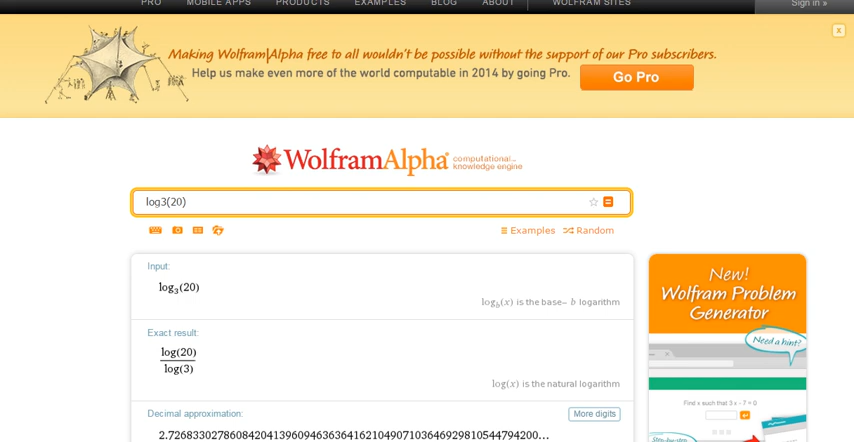 PRO MOBILE APPS PRODUCTS EXAMPLES BLOG ABOUT WOLFRAM SITES Sign in »
x
Making Wolfram|Alpha free to all wouldn't be possible without the support of our Pro subscribers.
Help us make even more of the world computable in 2014 by going Pro.
Go Pro
WolframAlpha computational...
knowledge engine
log3(20)
Examples Random
Input:
log₃(20)
log_b(x) is the base– b logarithm
Exact result:
log(20)
log(3)
log(x) is the natural logarithm
Decimal approximation: More digits
2.7268330278608420413960946363641621049071036469298105447942 00...
New!
Wolfram Problem
Generator
Need a hint?
Find x such that 3 x - 7 = 0